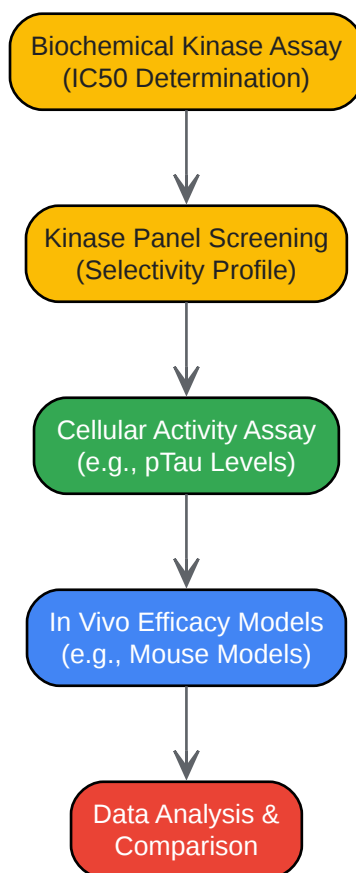 Biochemical Kinase Assay
(IC50 Determination)
Kinase Panel Screening
(Selectivity Profile)
Cellular Activity Assay
(e.g., pTau Levels)
In Vivo Efficacy Models
(e.g., Mouse Models)
Data Analysis &
Comparison